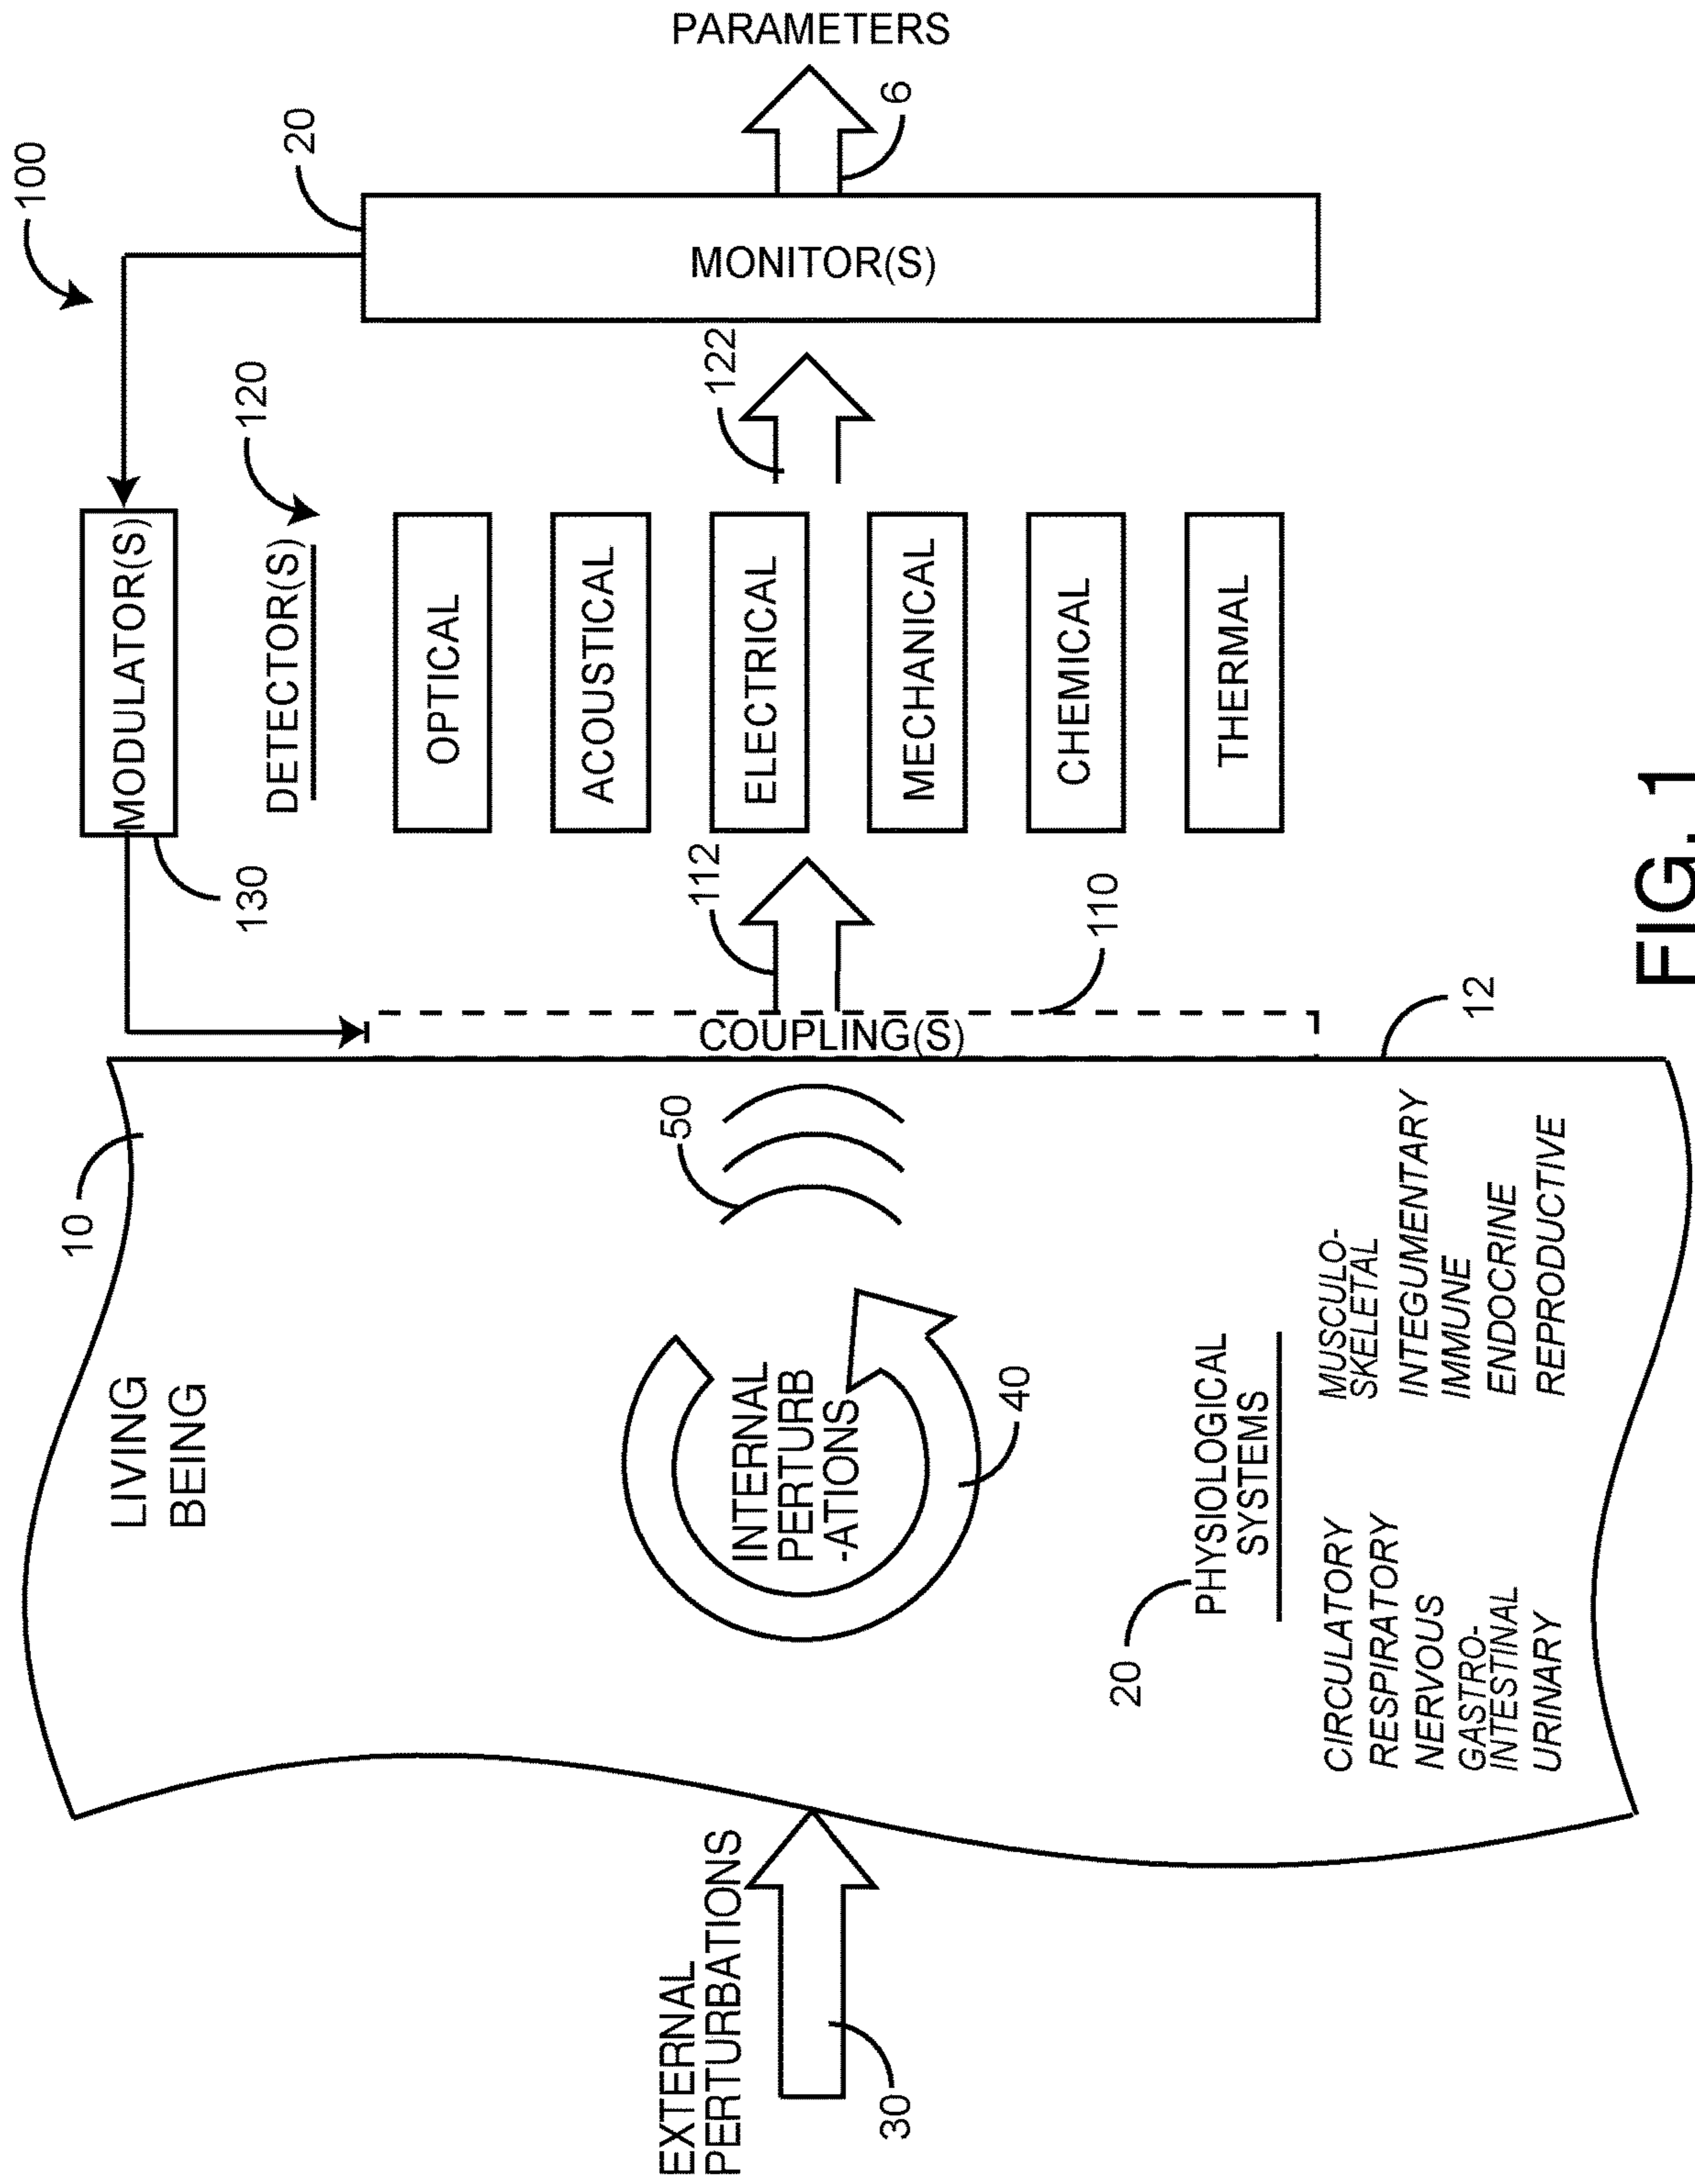 PARAMETERS
6
20
100
MONITOR(S)
122
120
MODULATOR(S)
DETECTOR(S)
OPTICAL
ACOUSTICAL
ELECTRICAL
MECHANICAL
CHEMICAL
THERMAL
130
112
110
COUPLING(S)
12
10
LIVING
BEING
50
INTERNAL
PERTURB
-ATIONS
40
20
PHYSIOLOGICAL
SYSTEMS
CIRCULATORY
RESPIRATORY
NERVOUS
GASTRO-
INTESTINAL
URINARY
MUSCULO-
SKELETAL
INTEGUMENTARY
IMMUNE
ENDOCRINE
REPRODUCTIVE
EXTERNAL
PERTURBATIONS
30
FIG. 1